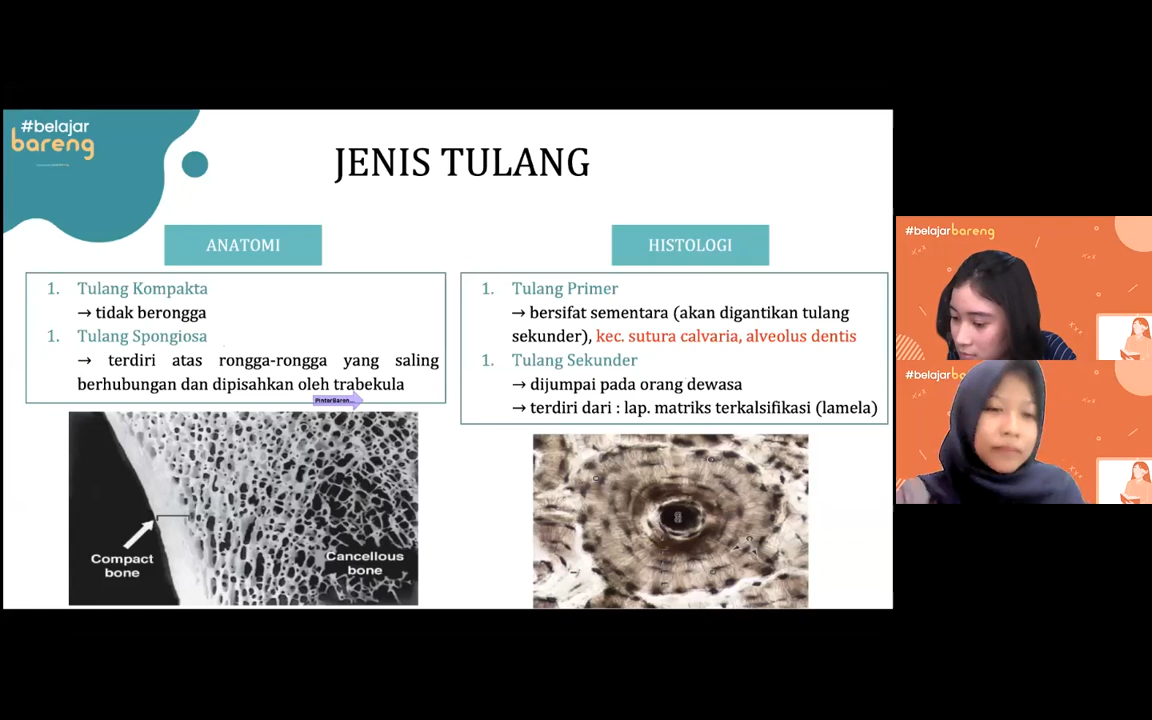 #belajar
bareng
JENIS TULANG
ANATOMI
1. Tulang Kompakta
→ tidak berongga
1. Tulang Spongiosa
→ terdiri atas rongga-rongga yang saling
berhubungan dan dipisahkan oleh trabekula
PintarBaren...
Compact
bone
Cancellous
bone
HISTOLOGI
1. Tulang Primer
→ bersifat sementara (akan digantikan tulang
sekunder), kec. sutura calvaria, alveolus dentis
1. Tulang Sekunder
→ dijumpai pada orang dewasa
→ terdiri dari : lap. matriks terkalsifikasi (lamela)
#belajarbareng
#belajarba